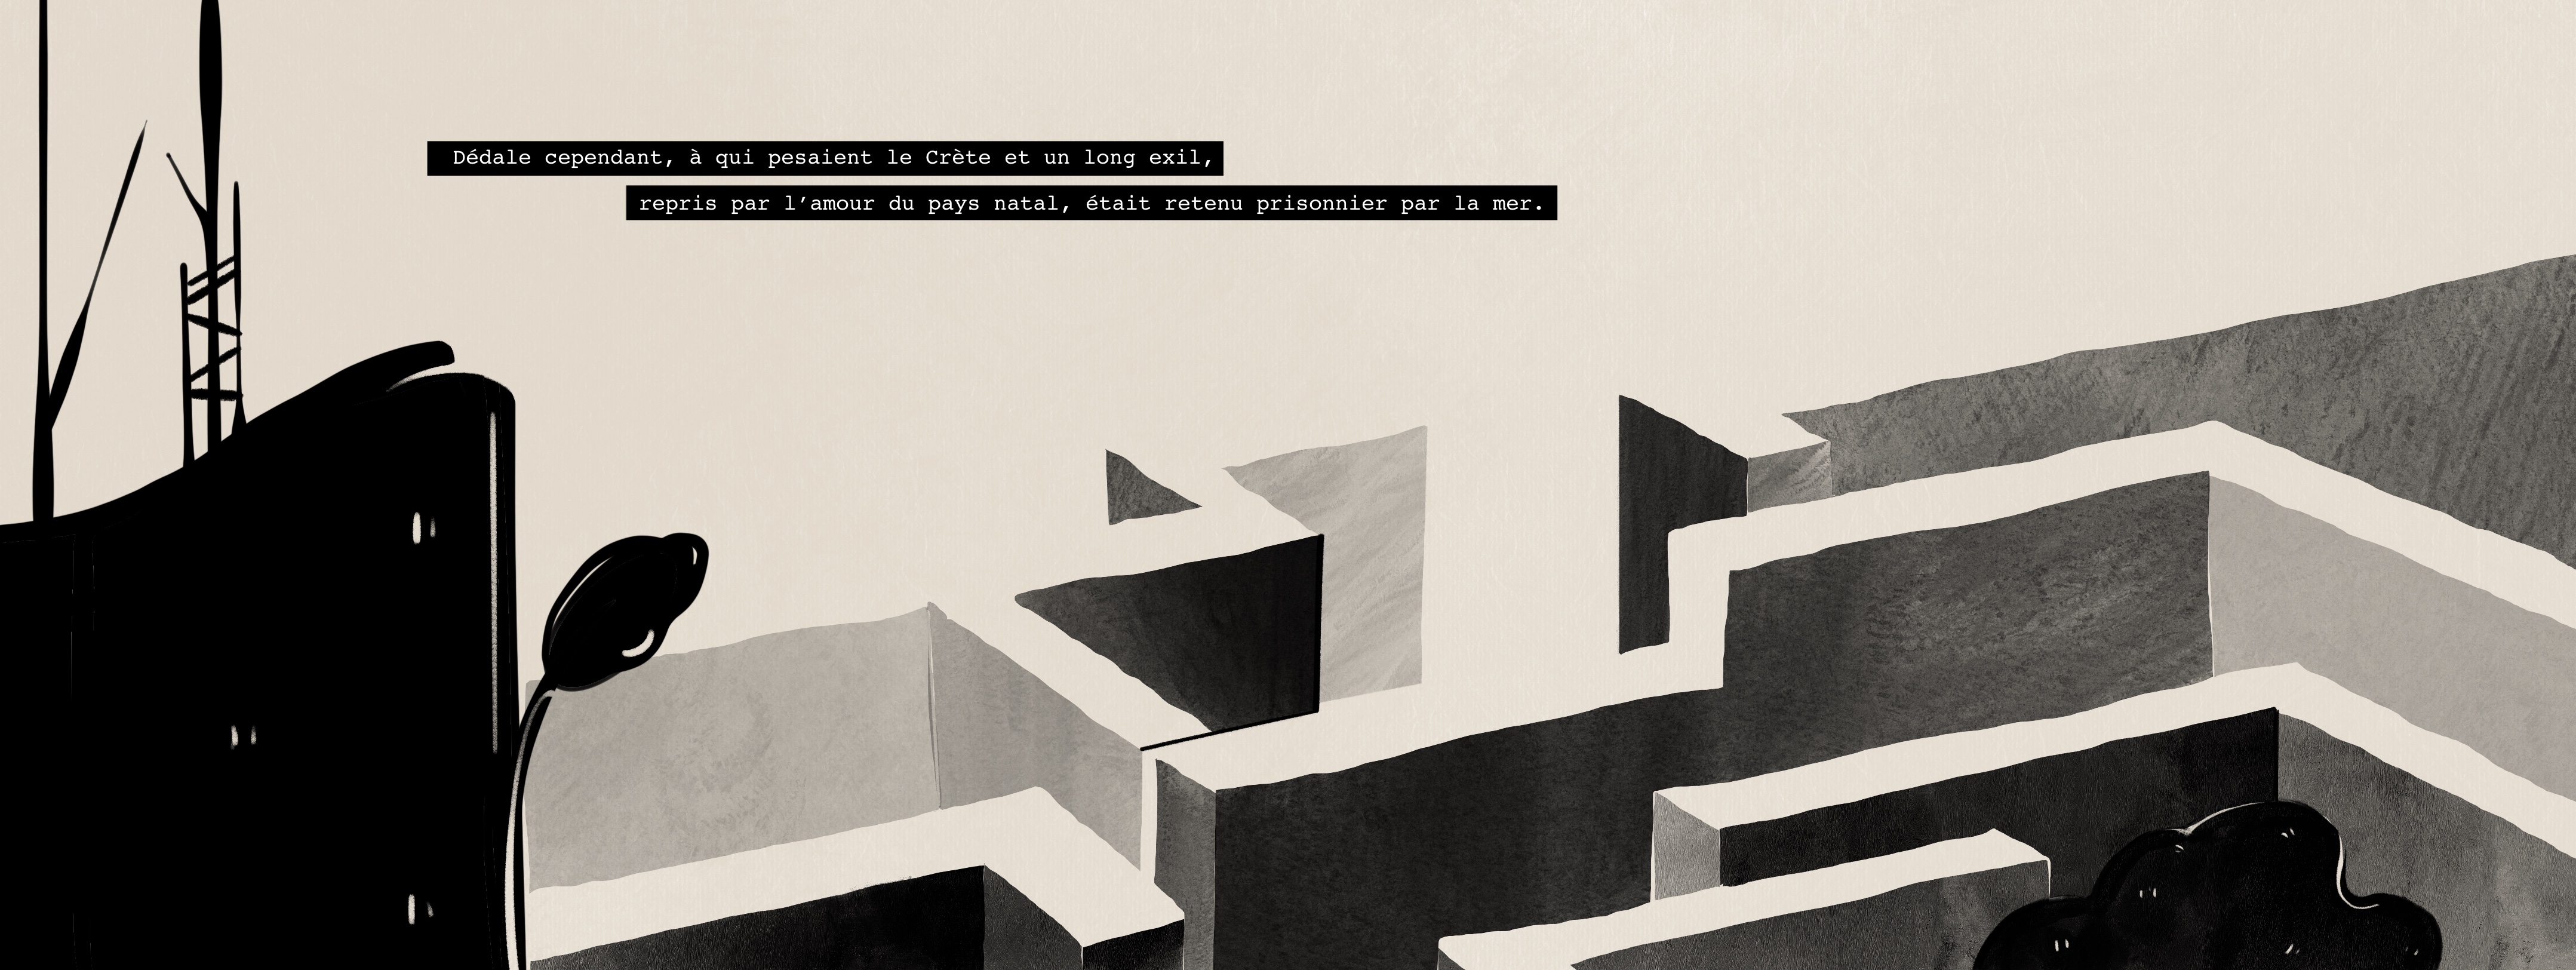 Dédale cependant, à qui pesaient le Crète et un long exil,
repris par l’amour du pays natal, était retenu prisonnier par la mer.